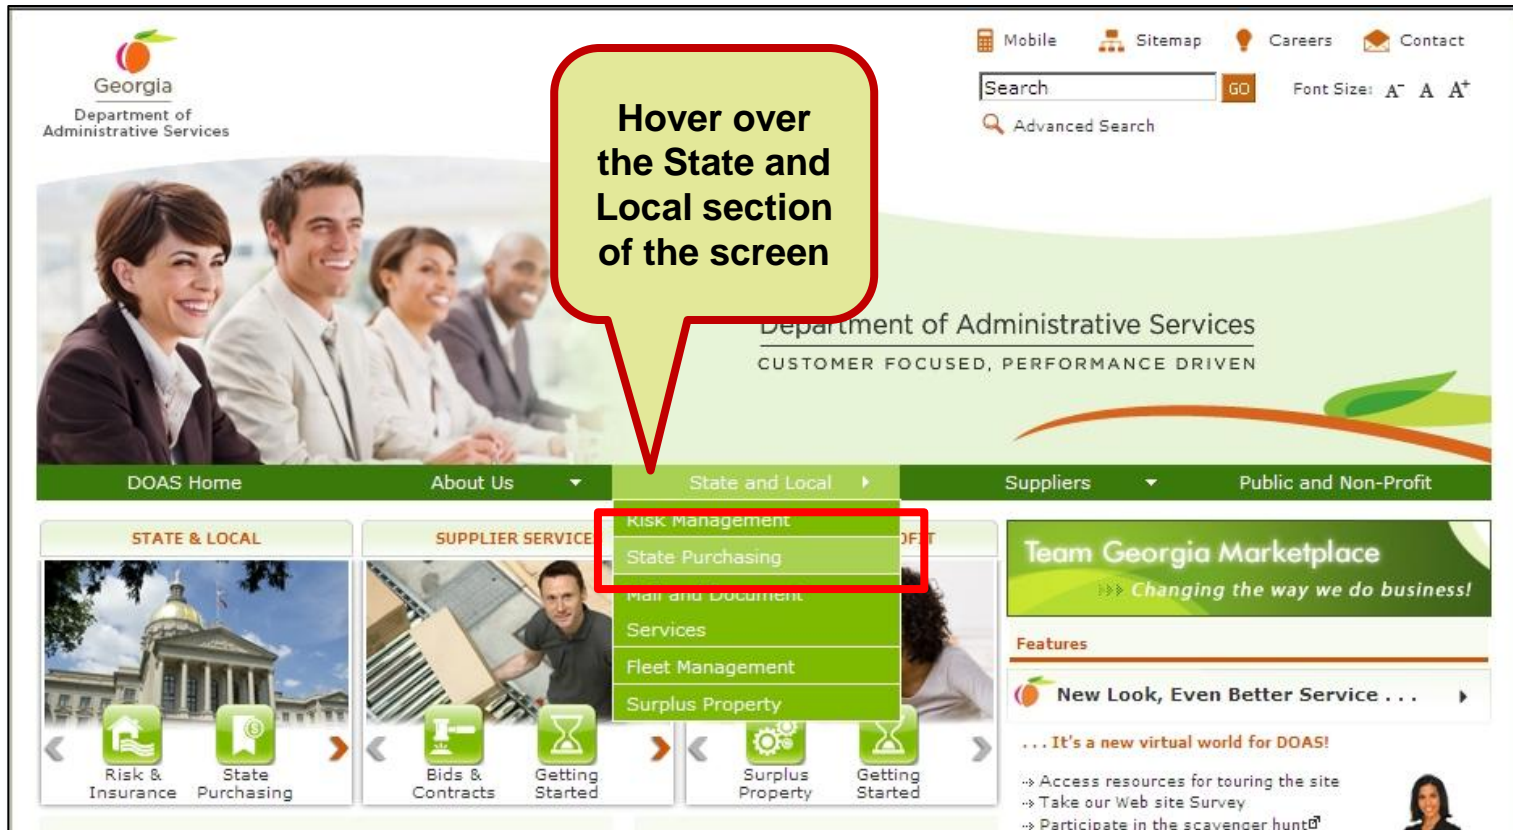 Georgia
Department of
Administrative Services
Mobile
Sitemap
Careers
Contact
Search
GO
Font Size: A- A A+
Advanced Search
Hover over
the State and
Local section
of the screen
Department of Administrative Services
CUSTOMER FOCUSED, PERFORMANCE DRIVEN
DOAS Home
About Us
State and Local
Suppliers
Public and Non-Profit
Risk Management
State Purchasing
Mail and Document
Services
Fleet Management
Surplus Property
STATE & LOCAL
Risk &
Insurance
State
Purchasing
SUPPLIER SERVICE
Bids &
Contracts
Getting
Started
Surplus
Property
Getting
Started
Team Georgia Marketplace
Changing the way we do business!
Features
New Look, Even Better Service . . .
. . . It's a new virtual world for DOAS!
Access resources for touring the site
Take our Web site Survey
Participate in the scavenger hunt